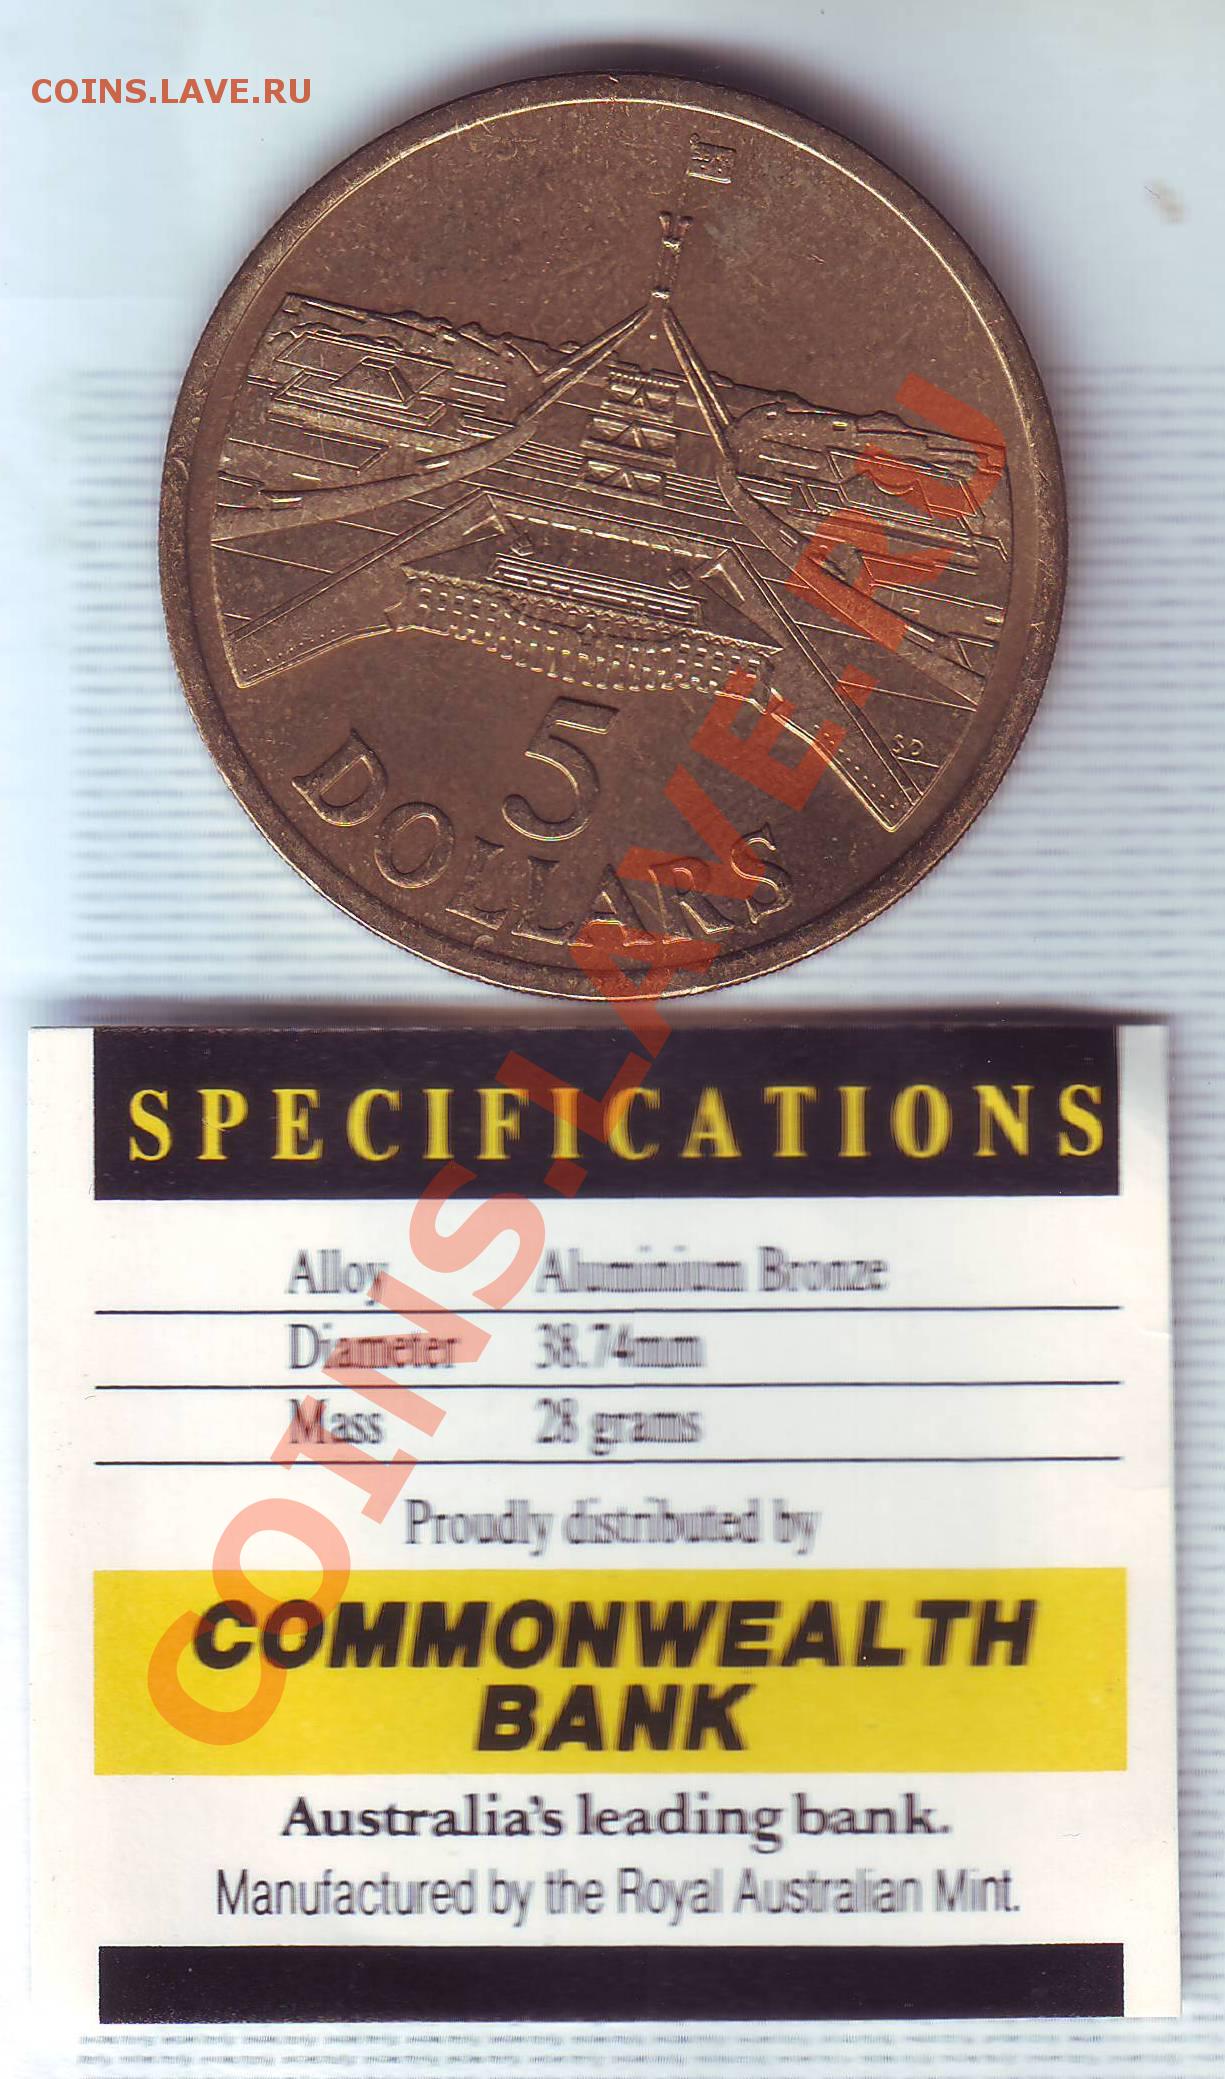 COINS.LAVE.RU
5
DOLLARS
SD
SPECIFICATIONS
Alloy Aluminium Bronze
Diameter 38.74mm
Mass 28 grams
Proudly distributed by
COMMONWEALTH
BANK
Australia's leading bank.
Manufactured by the Royal Australian Mint.
COINS.LAVE.RU